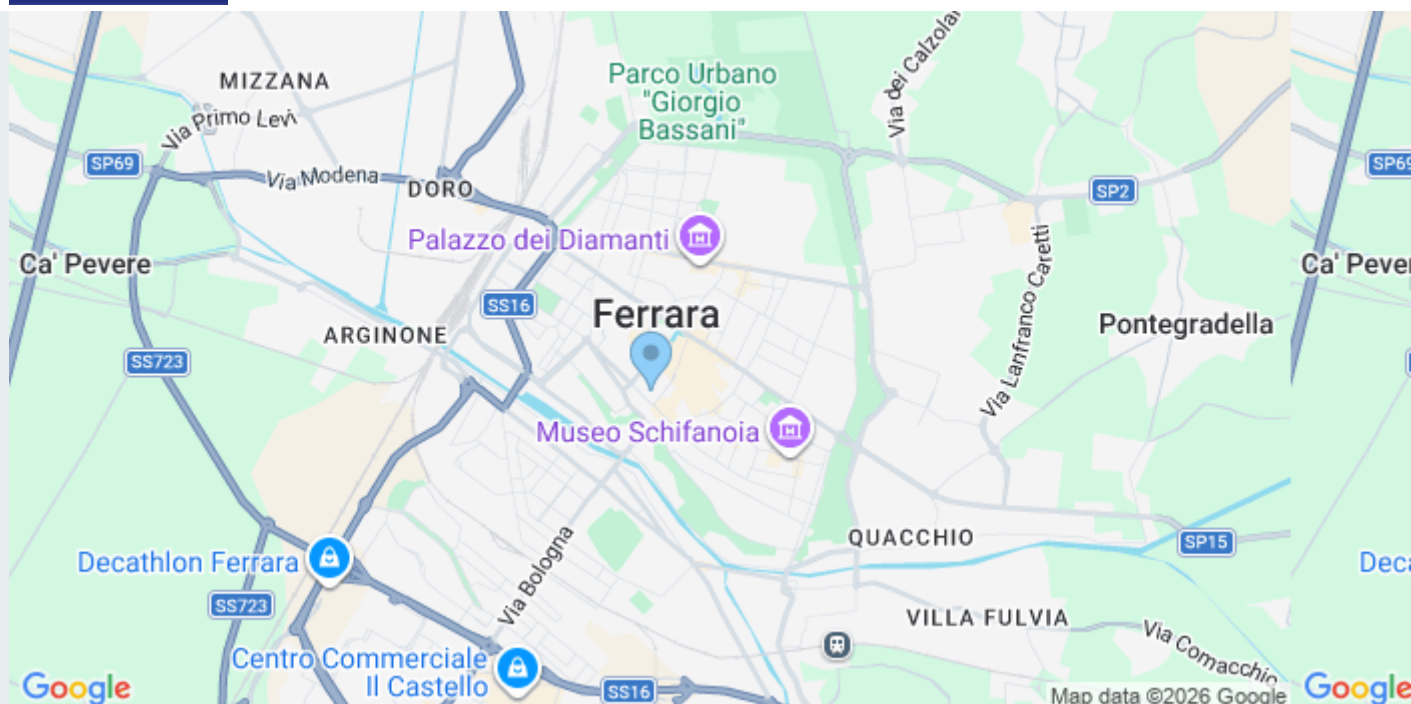 Parco Urbano
"Giorgio
Bassani"
Via dei Calzolai
MIZZANA
Via Primo Levi
SP69
Via Modena
DORO
SP2
SP69
Palazzo dei Diamanti
Via Lanfranco Caretti
Ca' Pevere
Ca' Pever
SS16
Ferrara
ARGINONE
Pontegradella
SS723
Museo Schifanoia
QUACCHIO
SP15
Decathlon Ferrara
Deca
Via Bologna
SS723
VILLA FULVIA
Via Comacchio
Centro Commerciale
Il Castello
SS16
Google
Map data ©2026 Google
Google